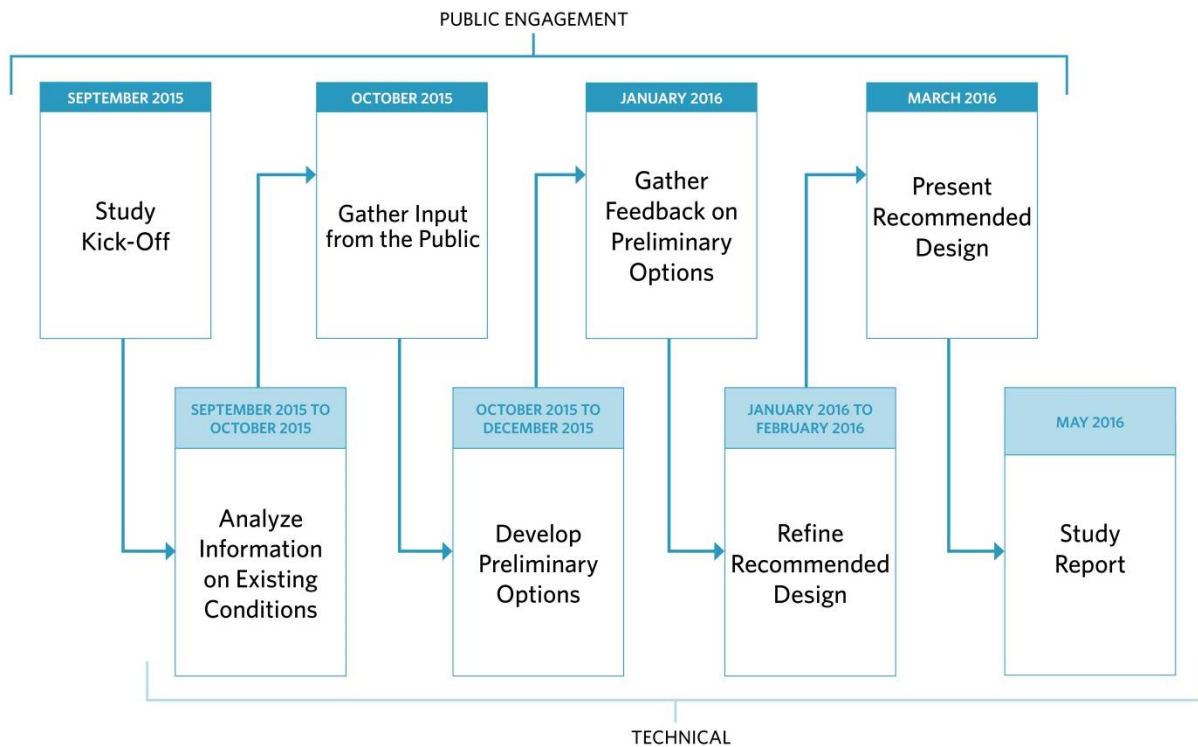 PUBLIC ENGAGEMENT
SEPTEMBER 2015
Study
Kick-Off
OCTOBER 2015
Gather Input
from the Public
JANUARY 2016
Gather
Feedback on
Preliminary
Options
MARCH 2016
Present
Recommended
Design
SEPTEMBER 2015 TO
OCTOBER 2015
Analyze
Information
on Existing
Conditions
OCTOBER 2015 TO
DECEMBER 2015
Develop
Preliminary
Options
JANUARY 2016 TO
FEBRUARY 2016
Refine
Recommended
Design
MAY 2016
Study
Report
TECHNICAL